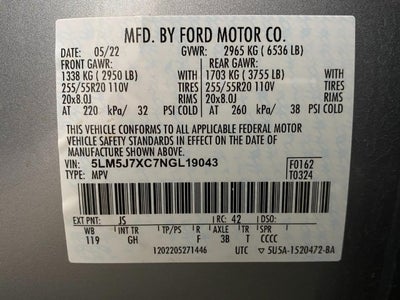 MFD. BY FORD MOTOR CO.
DATE: 05/22 GVWR: 2965 KG ( 6536 LB)
FRONT GAWR: REAR GAWR:
1338 KG ( 2950 LB) WITH 1703 KG ( 3755 LB) WITH
255/55R20 110V TIRES 255/55R20 110V TIRES
20x8.0J RIMS 20x8.0J RIMS
AT 220 kPa/ 32 PSI COLD AT 260 kPa/ 38 PSI COLD
THIS VEHICLE CONFORMS TO ALL APPLICABLE FEDERAL MOTOR
VEHICLE SAFETY STANDARDS IN EFFECT ON THE DATE OF
MANUFACTURE SHOWN ABOVE.
VIN: 5LM5J7XC7NGL19043 F0162
TYPE: MPV T0324
EXT PNT: JS RC: 42 DSO:
WB INT TR TP/PS R AXLE TR SPR
119 GH F 3B T CCCC
1202205271446 UTC 5U5A-1520472-BA